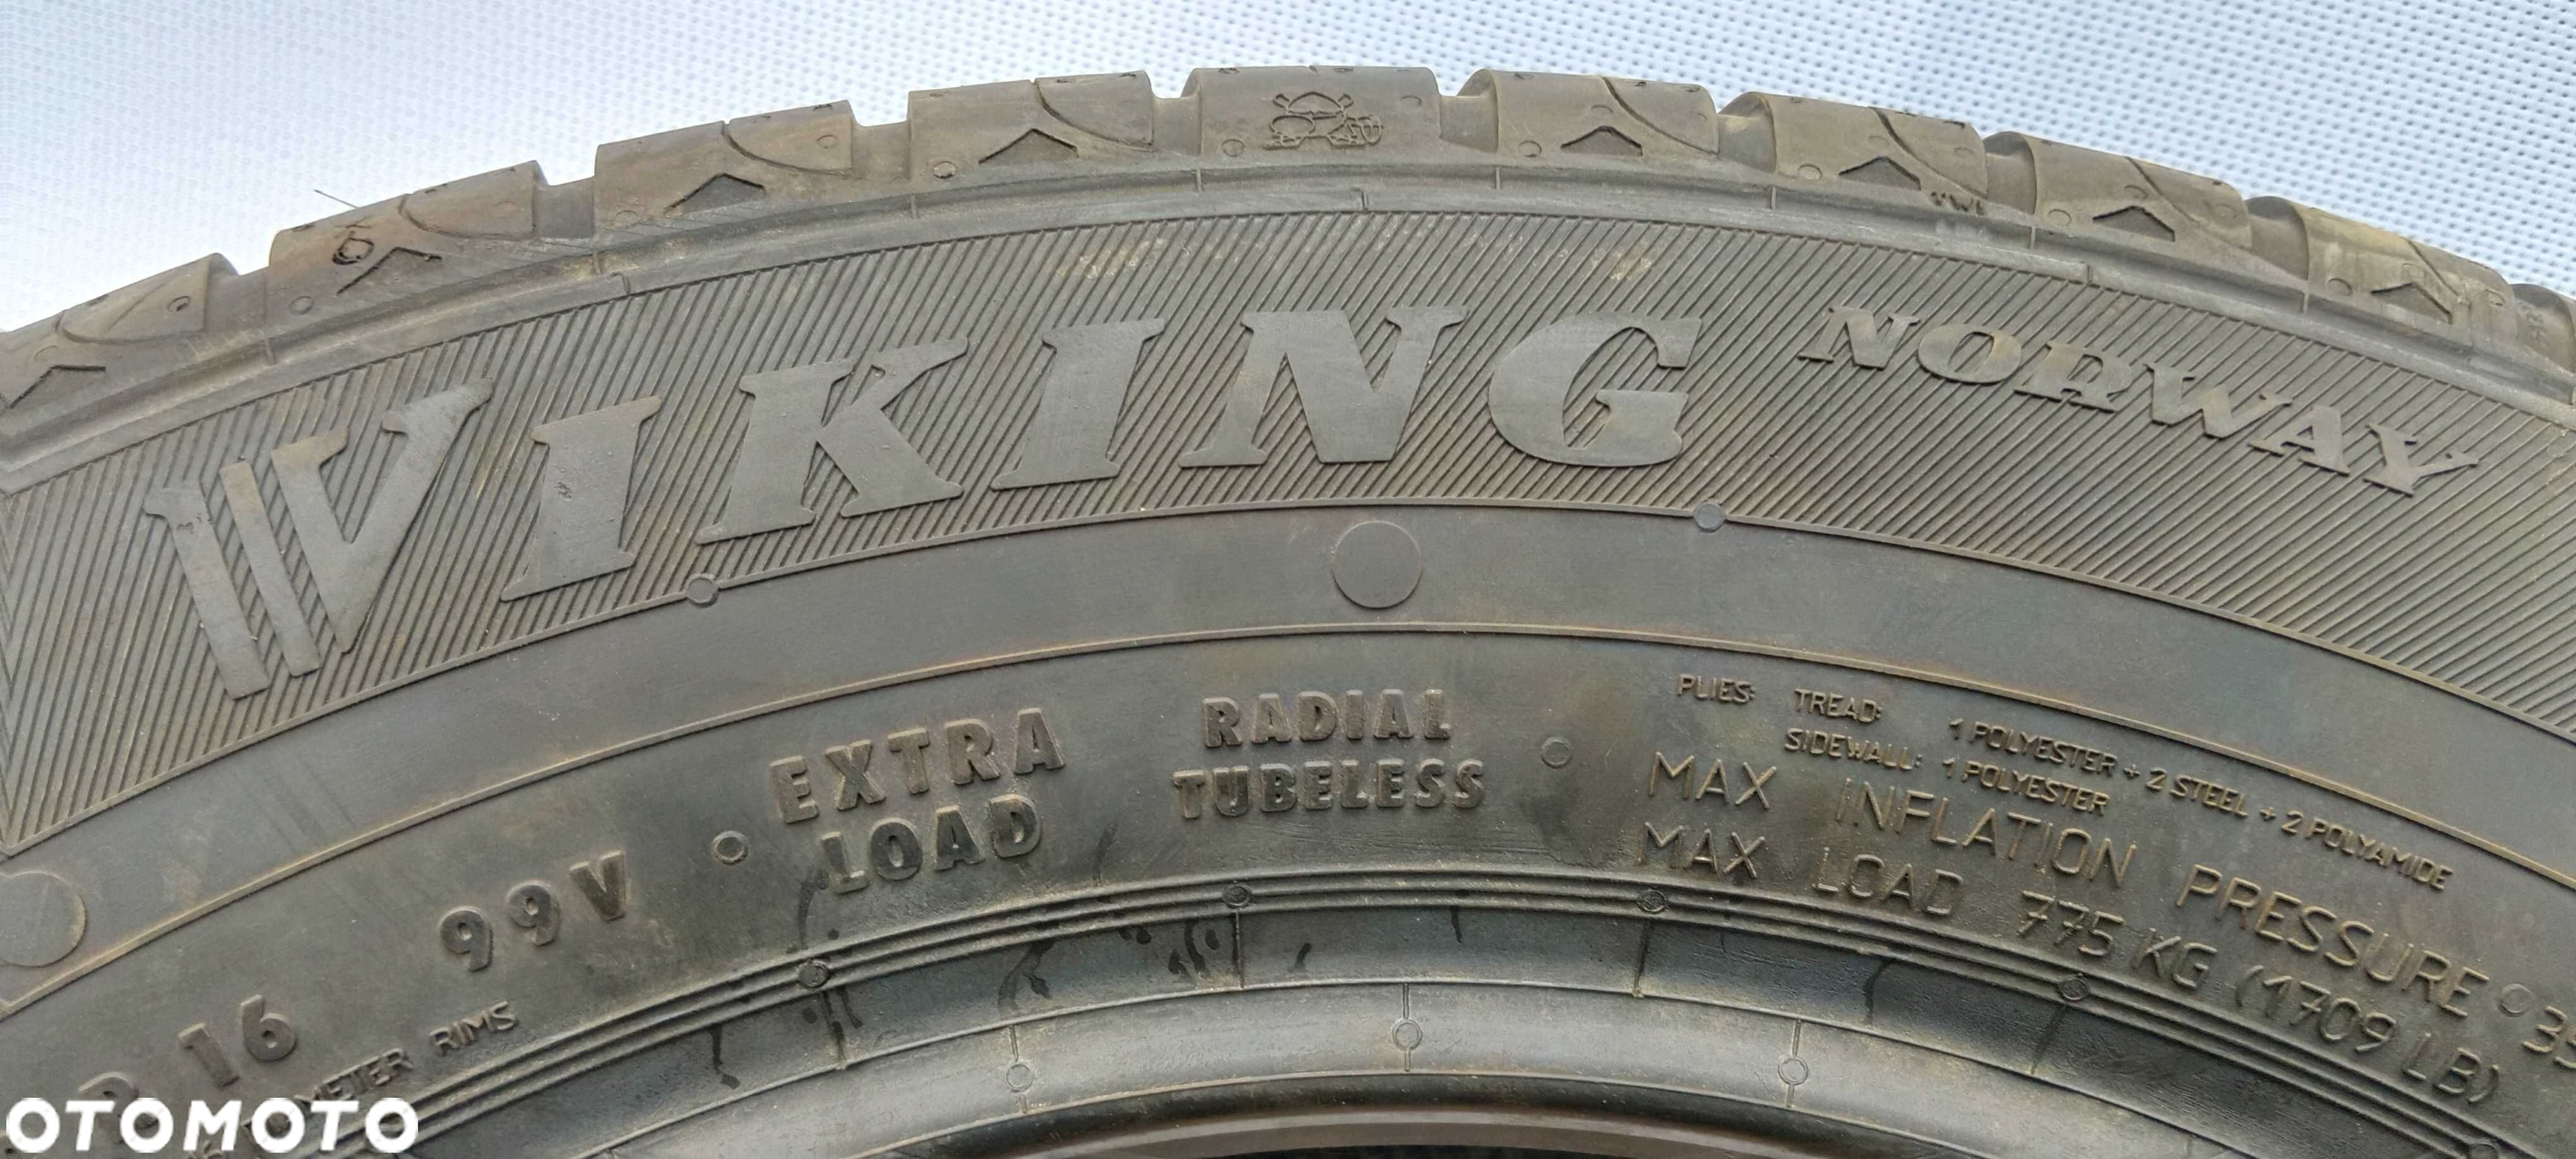 TWI
VIKING NORWAY
R 16 99V EXTRA LOAD
RADIAL
TUBELESS
PLIES: TREAD: 1 POLYESTER + 2 STEEL + 2 POLYAMIDE
SIDEWALL: 1 POLYESTER
MAX INFLATION PRESSURE
MAX LOAD 775 KG (1709 LB)
RIMS
OTOMOTO